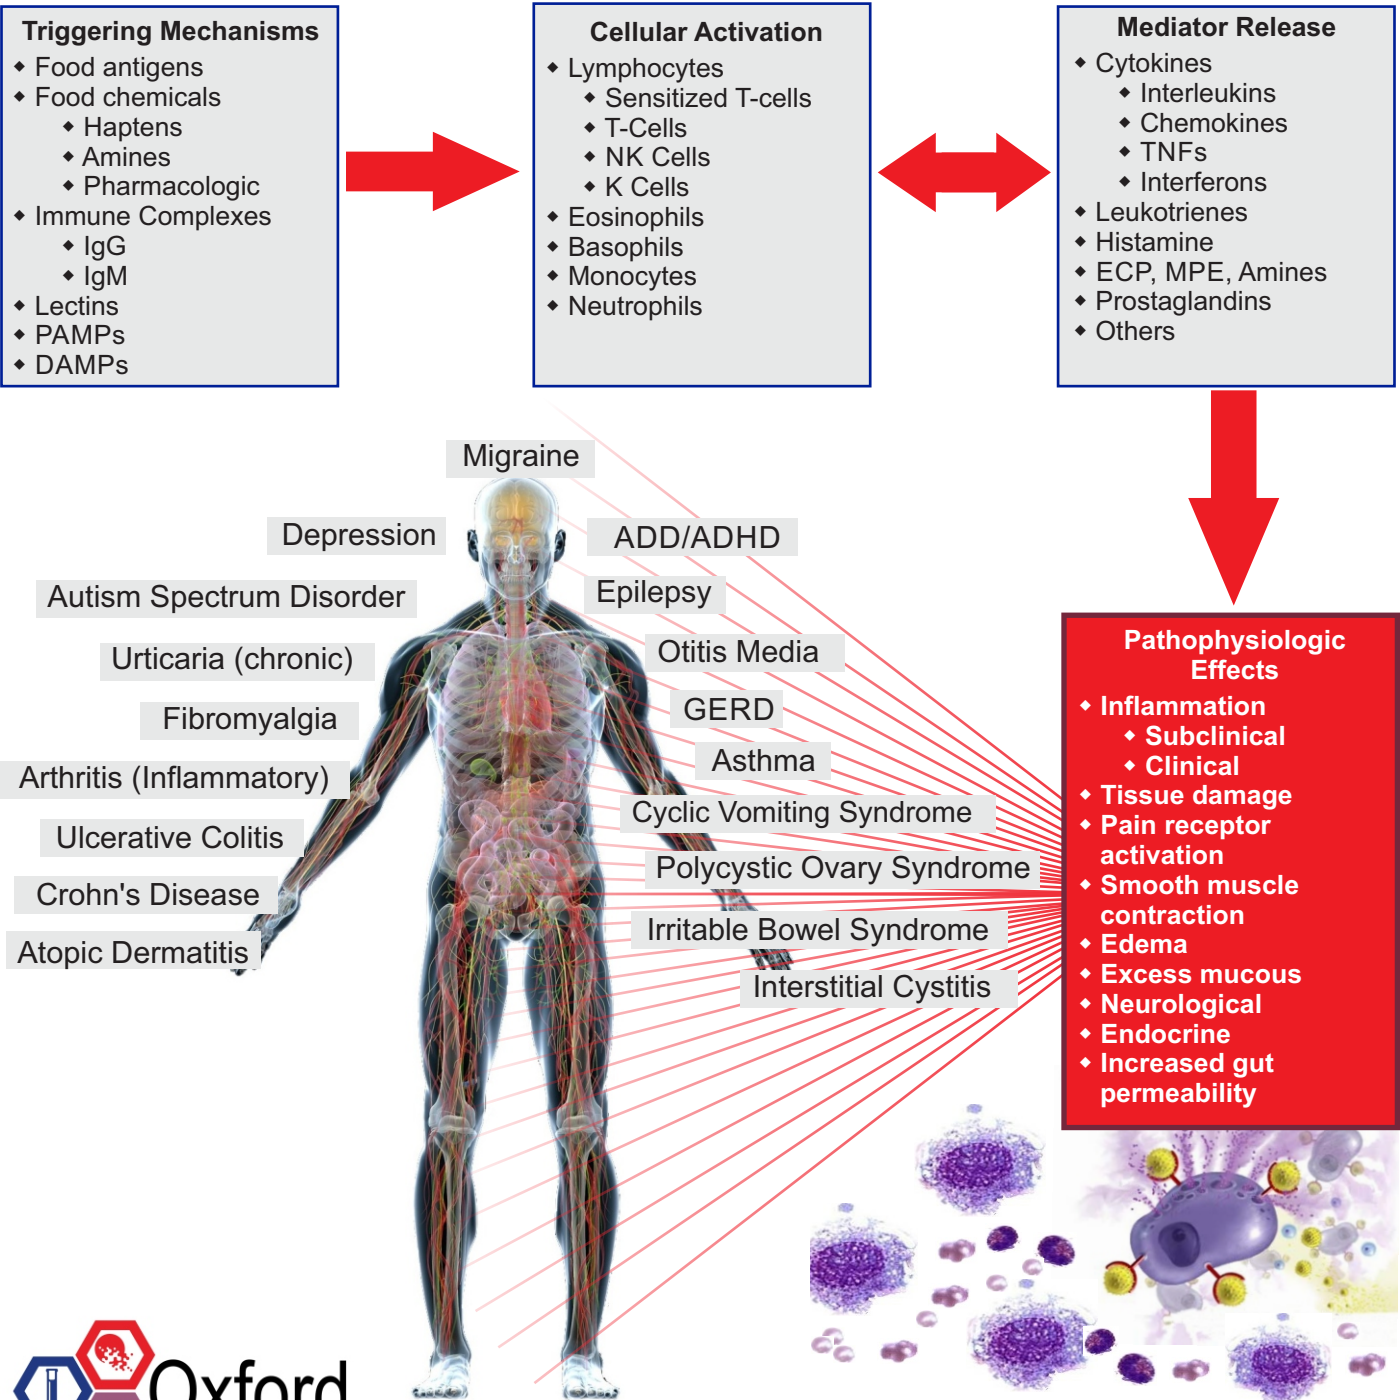 Triggering Mechanisms
Food antigens
Food chemicals
Haptens
Amines
Pharmacologic
Immune Complexes
IgG
IgM
Lectins
PAMPs
DAMPs
Cellular Activation
Lymphocytes
Sensitized T-cells
T-Cells
NK Cells
K Cells
Eosinophils
Basophils
Monocytes
Neutrophils
Mediator Release
Cytokines
Interleukins
Chemokines
TNFs
Interferons
Leukotrienes
Histamine
ECP, MPE, Amines
Prostaglandins
Others
Migraine
Depression
ADD/ADHD
Autism Spectrum Disorder
Epilepsy
Urticaria (chronic)
Otitis Media
Fibromyalgia
GERD
Arthritis (Inflammatory)
Asthma
Ulcerative Colitis
Cyclic Vomiting Syndrome
Crohn's Disease
Polycystic Ovary Syndrome
Atopic Dermatitis
Irritable Bowel Syndrome
Interstitial Cystitis
Pathophysiologic
Effects
Inflammation
Subclinical
Clinical
Tissue damage
Pain receptor
activation
Smooth muscle
contraction
Edema
Excess mucous
Neurological
Endocrine
Increased gut
permeability
Oxford